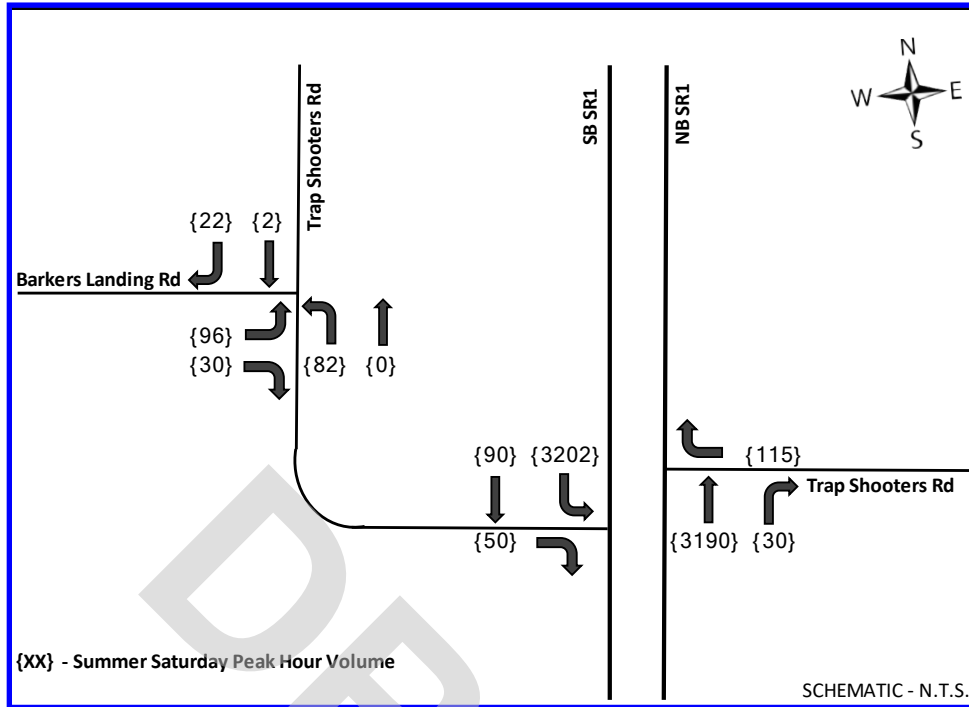 N
W E
S
Trap Shooters Rd
SB SR1
NB SR1
{22} {2}
Barkers Landing Rd
{96}
{30} {82} {0}
{90} {3202} {115}
Trap Shooters Rd
{50} {3190} {30}
{XX} - Summer Saturday Peak Hour Volume
SCHEMATIC - N.T.S.